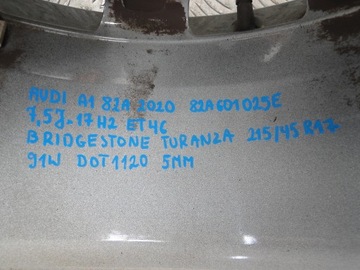 AUDI A1 82A 2020 82A601025E
7,5J×17H2 ET46
BRIDGESTONE TURANZA 215/45 R17
91W DOT1120 5MM